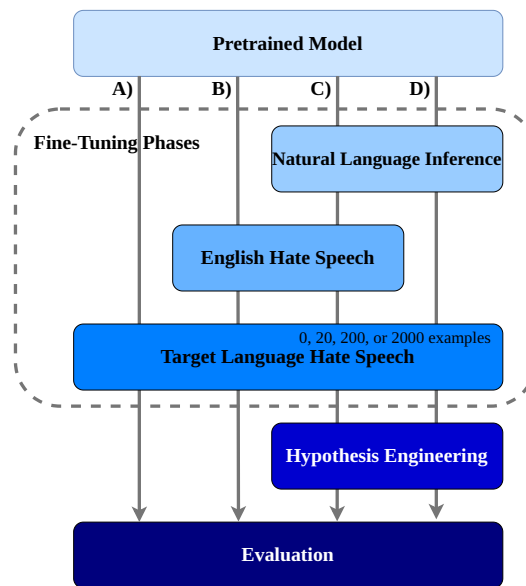 Pretrained Model
A) B) C) D)
Fine-Tuning Phases
Natural Language Inference
English Hate Speech
0, 20, 200, or 2000 examples
Target Language Hate Speech
Hypothesis Engineering
Evaluation